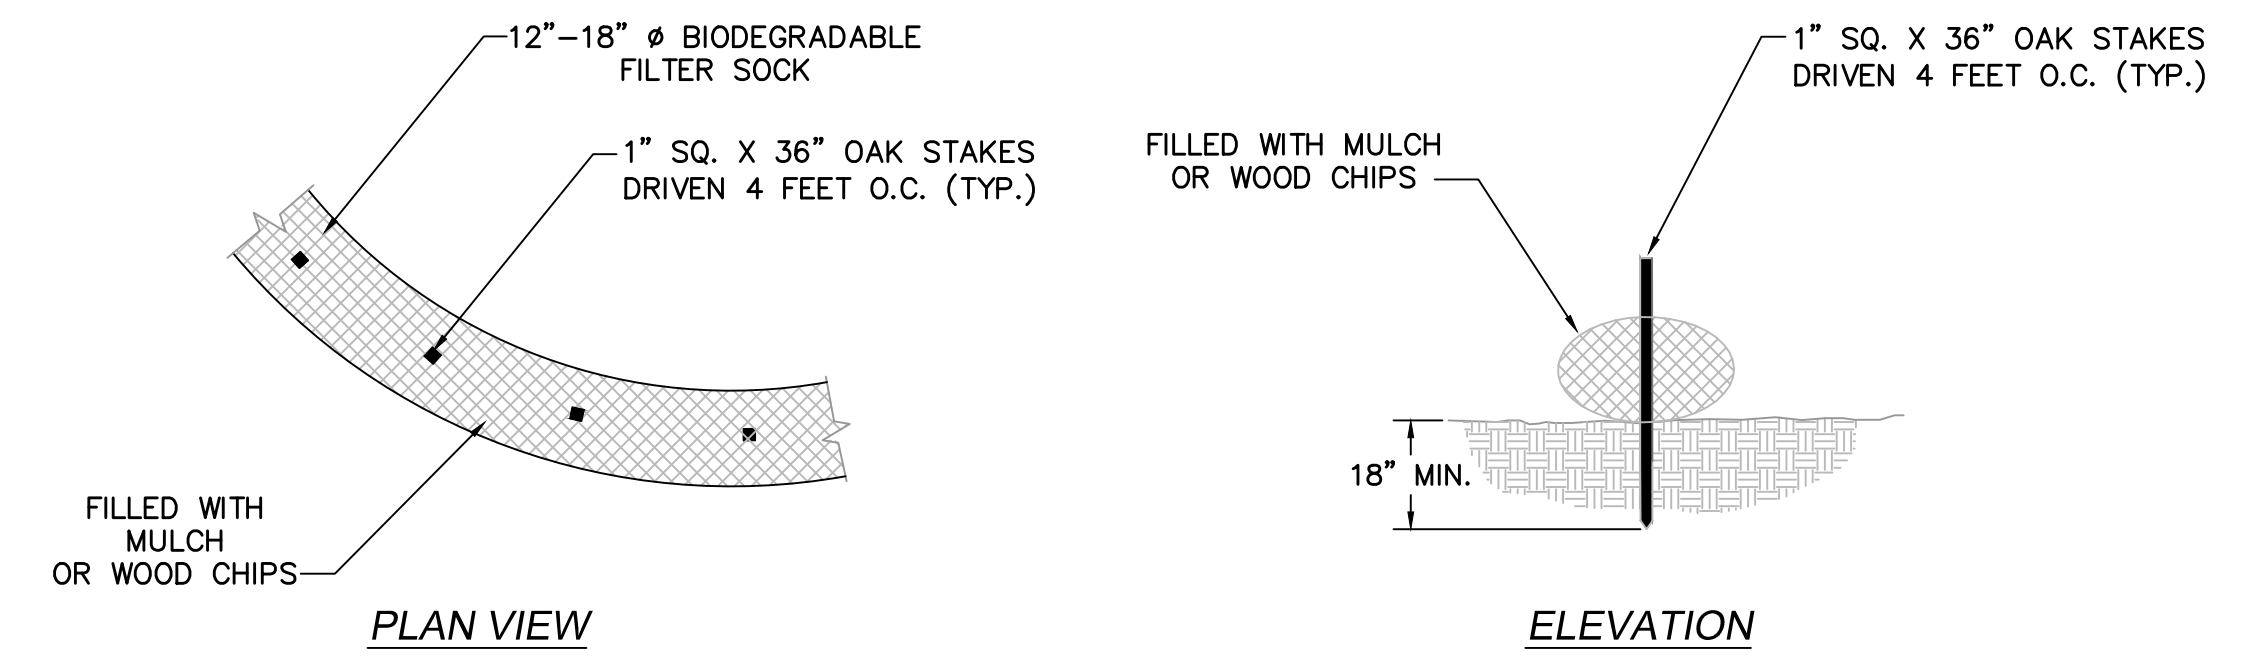 12”–18” Ø BIODEGRADABLE
FILTER SOCK
1” SQ. X 36” OAK STAKES
DRIVEN 4 FEET O.C. (TYP.)
FILLED WITH
MULCH
OR WOOD CHIPS
PLAN VIEW
1” SQ. X 36” OAK STAKES
DRIVEN 4 FEET O.C. (TYP.)
FILLED WITH MULCH
OR WOOD CHIPS
18” MIN.
ELEVATION